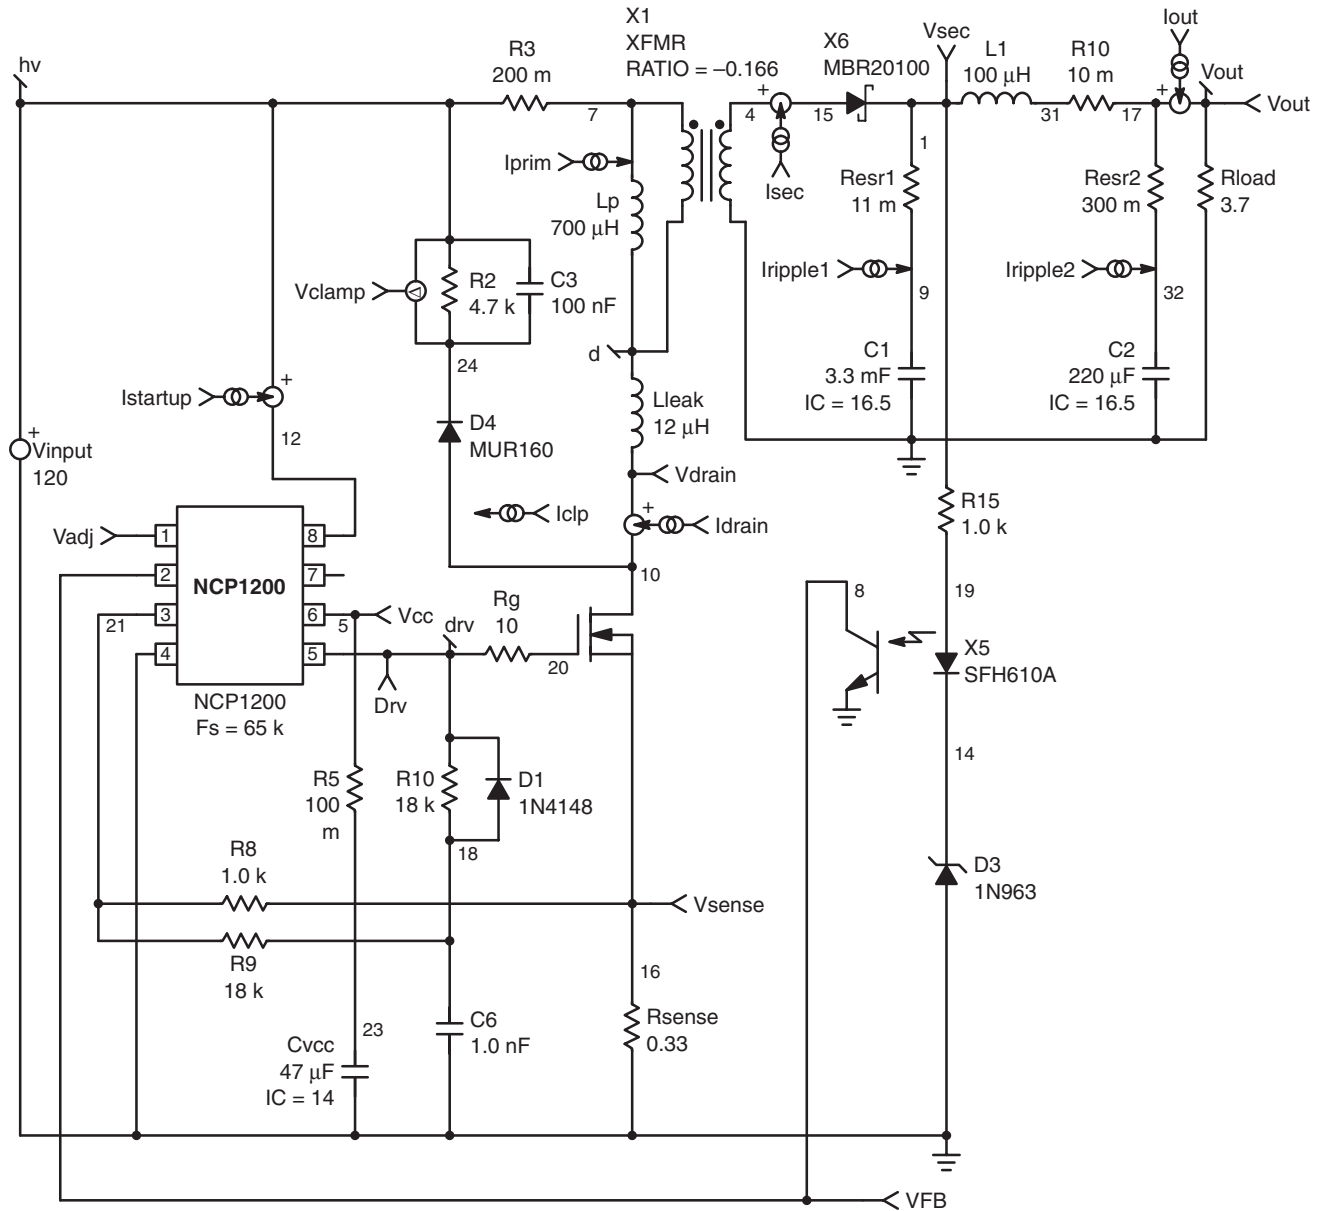 hv
R3
200 m
X1
XFMR
RATIO = –0.166
X6
MBR20100
Vsec
L1
100 μH
R10
10 m
Iout
Vout
Vout
7
+
4
15
31
17
+
1
Iprim
Isec
Lp
700 μH
Resr1
11 m
Resr2
300 m
Rload
3.7
Vclamp
R2
4.7 k
C3
100 nF
Iripple1
9
Iripple2
32
d
24
C1
3.3 mF
IC = 16.5
C2
220 μF
IC = 16.5
Istartup
+
12
D4
MUR160
Lleak
12 μH
+
Vinput
120
Vdrain
R15
1.0 k
Vadj
Iclp
+
Idrain
1
8
2
7
3
6
4
5
NCP1200
10
21
5
Vcc
drv
Rg
10
20
8
19
X5
SFH610A
NCP1200
Fs = 65 k
Drv
14
R5
100
m
R10
18 k
D1
1N4148
18
R8
1.0 k
D3
1N963
Vsense
R9
18 k
16
23
C6
1.0 nF
Rsense
0.33
Cvcc
47 μF
IC = 14
VFB